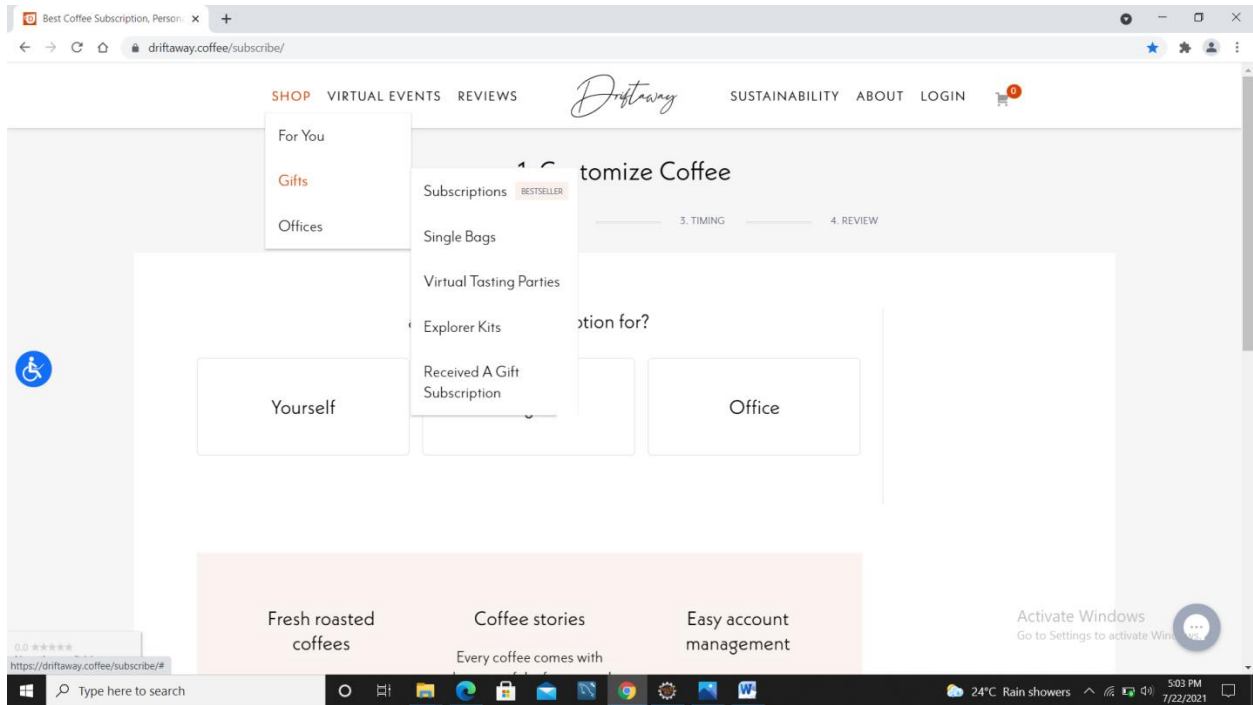 Best Coffee Subscription, Person
driftaway.coffee/subscribe/
SHOP VIRTUAL EVENTS REVIEWS Driftaway SUSTAINABILITY ABOUT LOGIN 0
For You
Gifts
Offices
Subscriptions BESTSELLER
Single Bags
Virtual Tasting Parties
Explorer Kits
Received A Gift
Subscription
1. C tomize Coffee
3. TIMING 4. REVIEW
ption for?
Yourself
Office
Fresh roasted
coffees
Coffee stories
Every coffee comes with
Easy account
management
Activate Windows
Go to Settings to activate Win
0.0 ★★★★★
https://driftaway.coffee/subscribe/#
Type here to search
24°C Rain showers
5:03 PM
7/22/2021